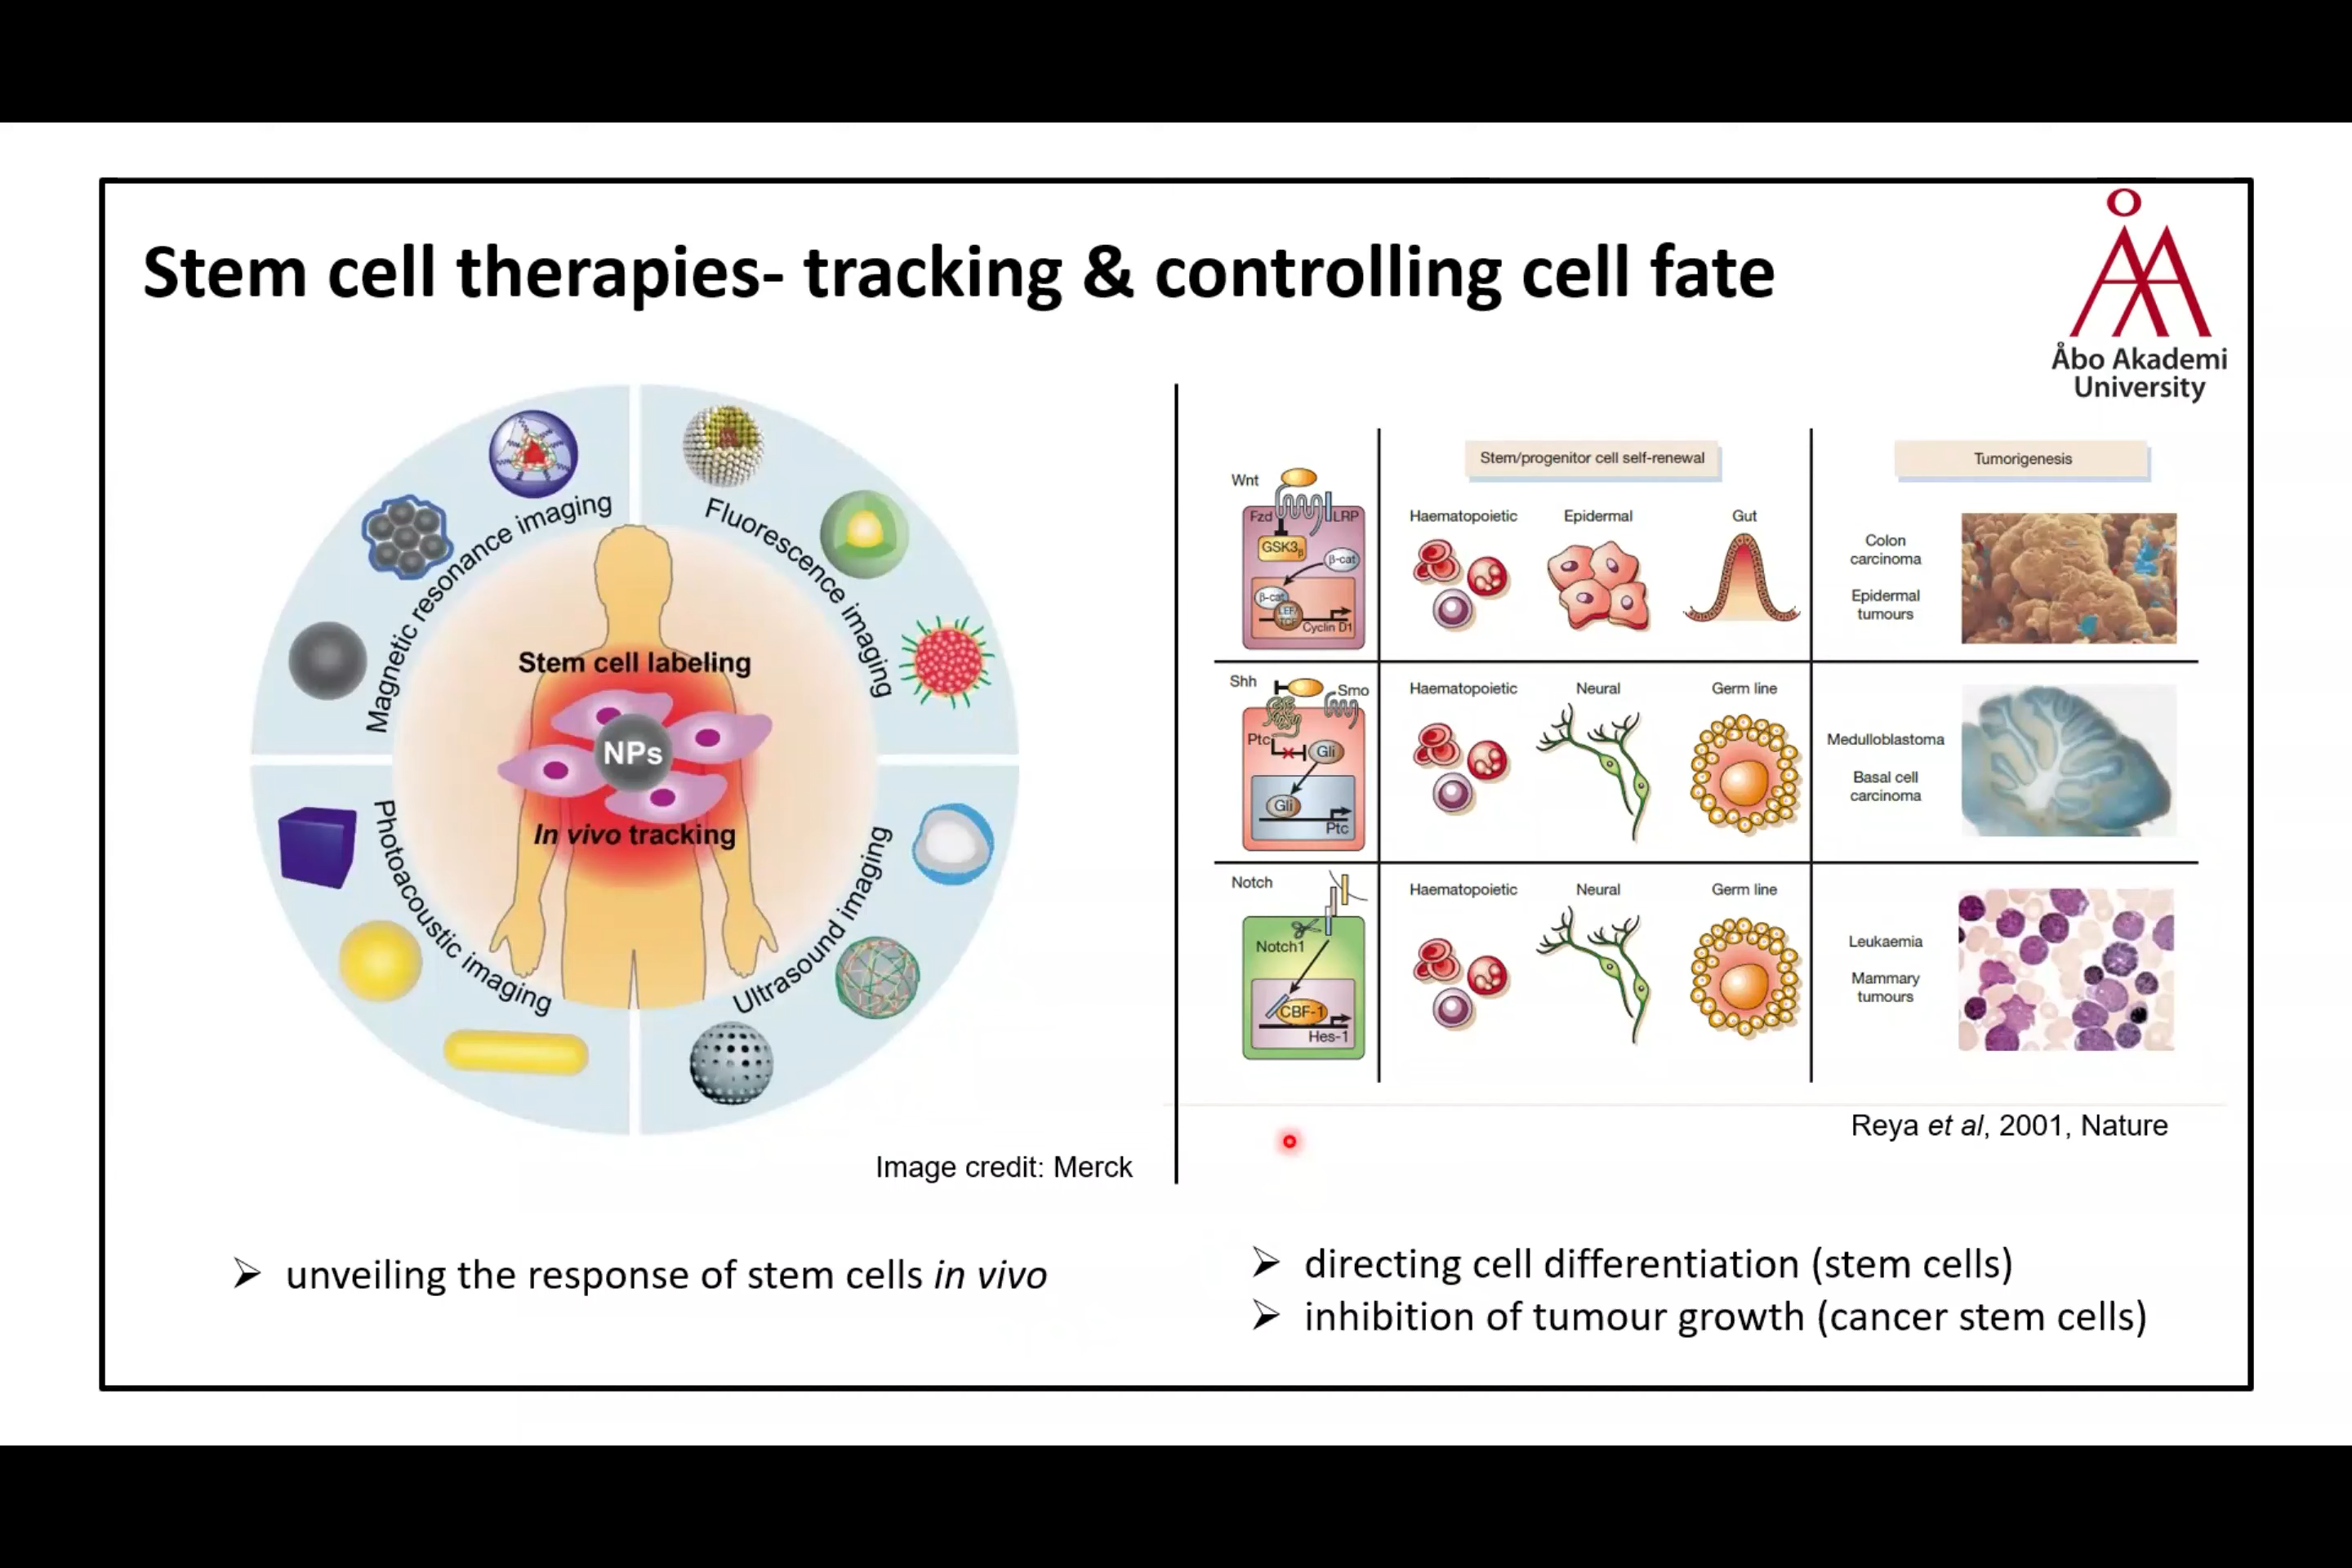 Stem cell therapies- tracking & controlling cell fate
Åbo Akademi
University
Magnetic resonance imaging
Fluorescence imaging
Stem cell labeling
NPs
In vivo tracking
Photoacoustic imaging
Ultrasound imaging
Image credit: Merck
Stem/progenitor cell self-renewal
Tumorigenesis
Wnt
Fzd
LRP
GSK3β
β-cat
β-cat
LEF/
Cyclin D1
Haematopoietic
Epidermal
Gut
Colon
carcinoma
Epidermal
tumours
Shh
Smo
Ptc
Gli
Gli
Ptc
Haematopoietic
Neural
Germ line
Medulloblastoma
Basal cell
carcinoma
Notch
Notch1
CBF-1
Hes-1
Haematopoietic
Neural
Germ line
Leukaemia
Mammary
tumours
Reya et al, 2001, Nature
➢ unveiling the response of stem cells in vivo
➢ directing cell differentiation (stem cells)
➢ inhibition of tumour growth (cancer stem cells)